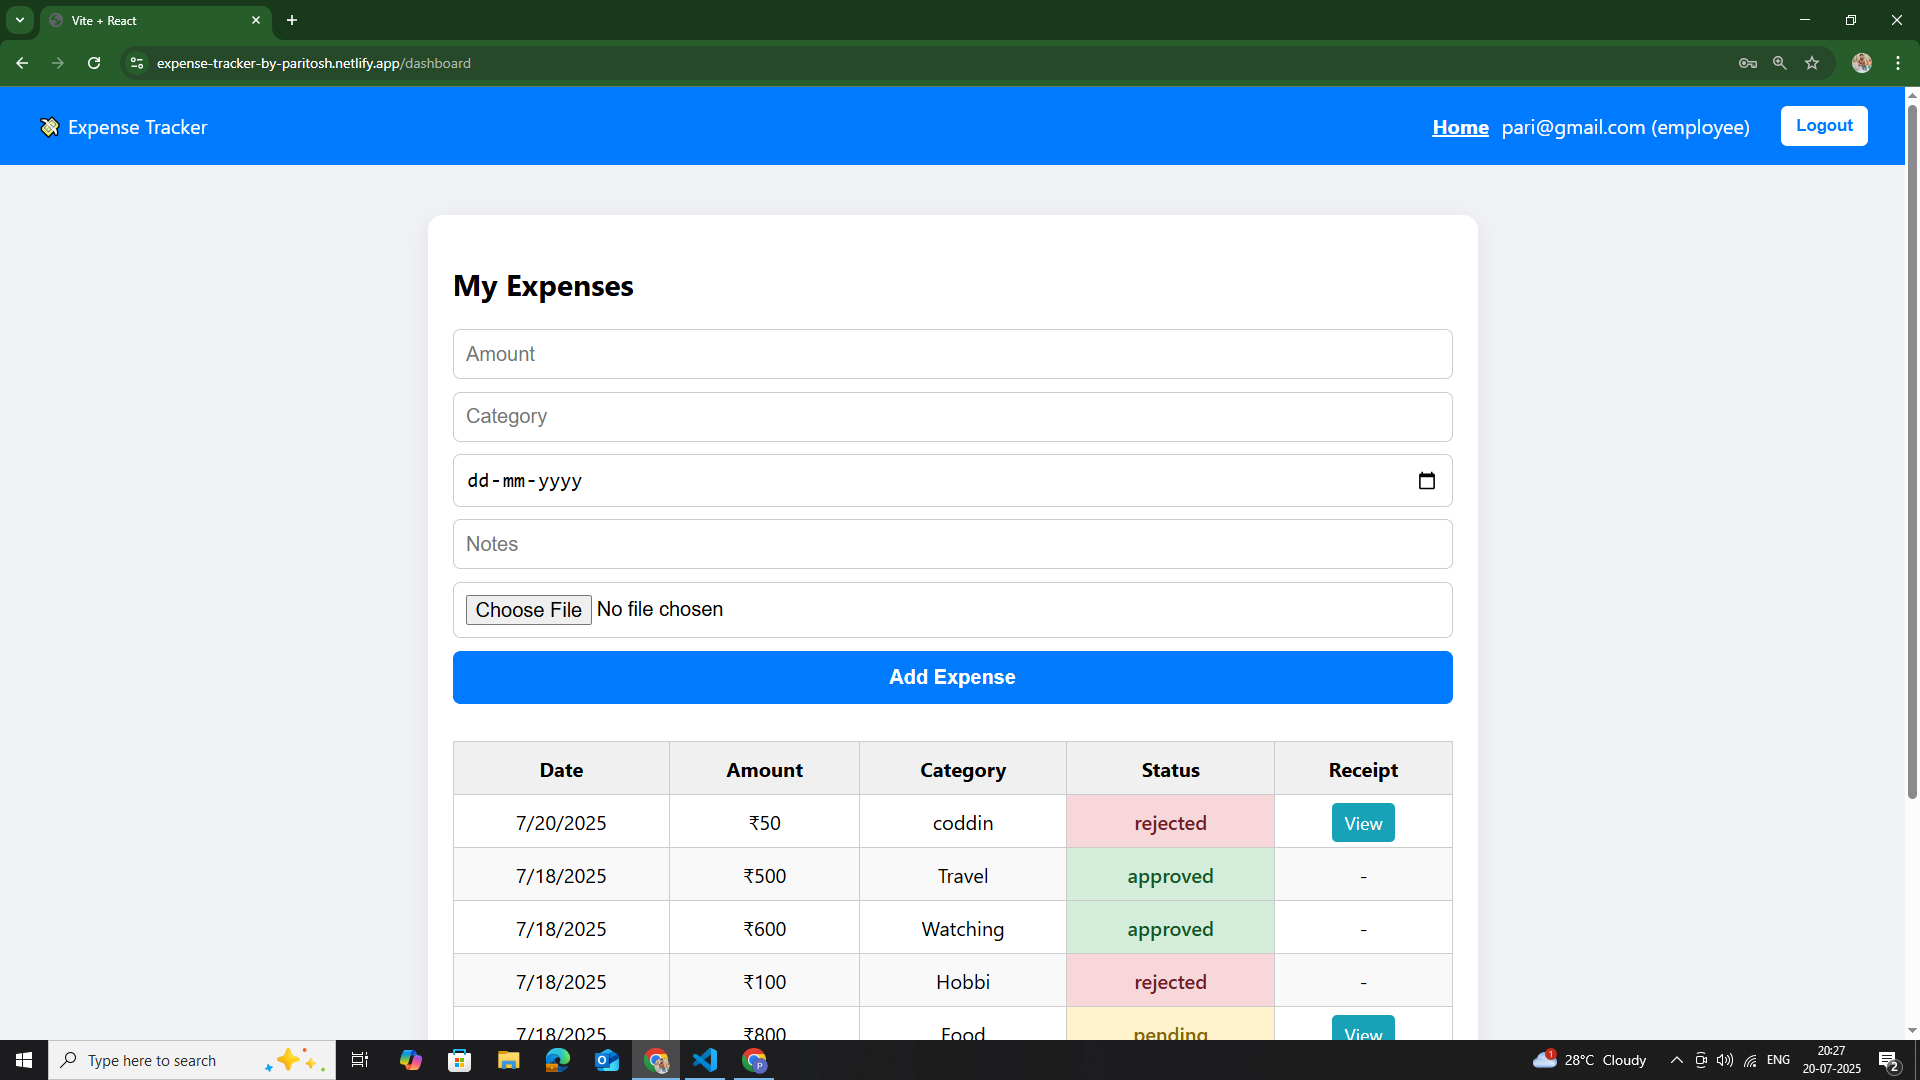 Vite + React
expense-tracker-by-paritosh.netlify.app/dashboard
Expense Tracker
Home pari@gmail.com (employee) Logout
My Expenses
Amount
Category
dd-mm-yyyy
Notes
Choose File No file chosen
Add Expense
Date Amount Category Status Receipt
7/20/2025 ₹50 coddin rejected View
7/18/2025 ₹500 Travel approved -
7/18/2025 ₹600 Watching approved -
7/18/2025 ₹100 Hobbi rejected -
7/18/2025 ₹800 Food pending View
Type here to search
1 28°C Cloudy ENG 20:27
20-07-2025 2